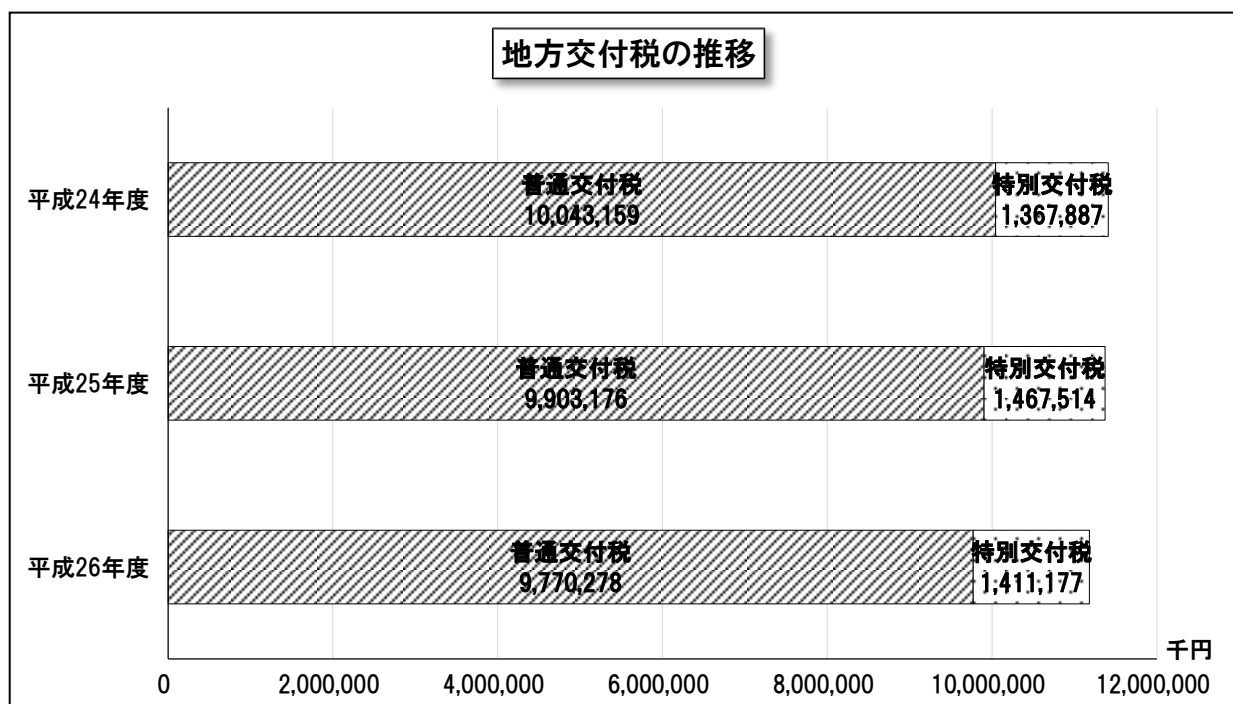 地方交付税の推移
平成24年度
普通交付税
10,043,159
特別交付税
1,367,887
平成25年度
普通交付税
9,903,176
特別交付税
1,467,514
平成26年度
普通交付税
9,770,278
特別交付税
1,411,177
千円
0 2,000,000 4,000,000 6,000,000 8,000,000 10,000,000 12,000,000